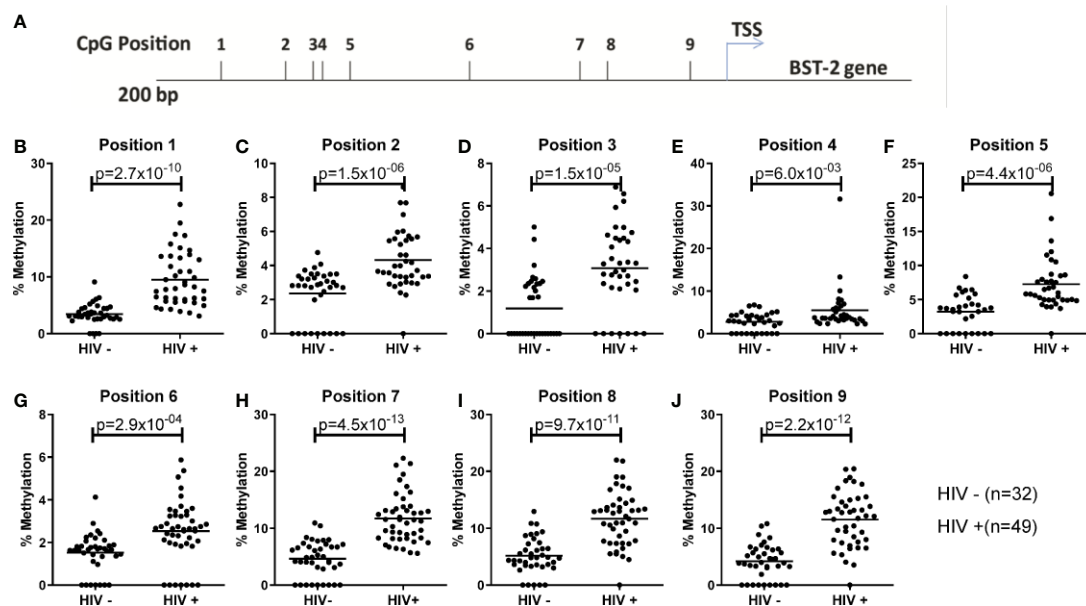 A
CpG Position 1 2 3 4 5 6 7 8 9 TSS
BST-2 gene
200 bp
B Position 1
% Methylation
30
20
10
0
p=2.7x10-10
HIV - HIV +
C Position 2
% Methylation
10
8
6
4
2
0
p=1.5x10-06
HIV - HIV +
D Position 3
% Methylation
8
6
4
2
0
p=1.5x10-05
HIV - HIV +
E Position 4
% Methylation
40
30
20
10
0
p=6.0x10-03
HIV - HIV +
F Position 5
% Methylation
25
20
15
10
5
0
p=4.4x10-06
HIV - HIV +
G Position 6
% Methylation
8
6
4
2
0
p=2.9x10-04
HIV - HIV +
H Position 7
% Methylation
30
20
10
0
p=4.5x10-13
HIV- HIV+
I Position 8
% Methylation
30
20
10
0
p=9.7x10-11
HIV - HIV +
J Position 9
% Methylation
30
20
10
0
p=2.2x10-12
HIV - HIV +
HIV - (n=32)
HIV +(n=49)